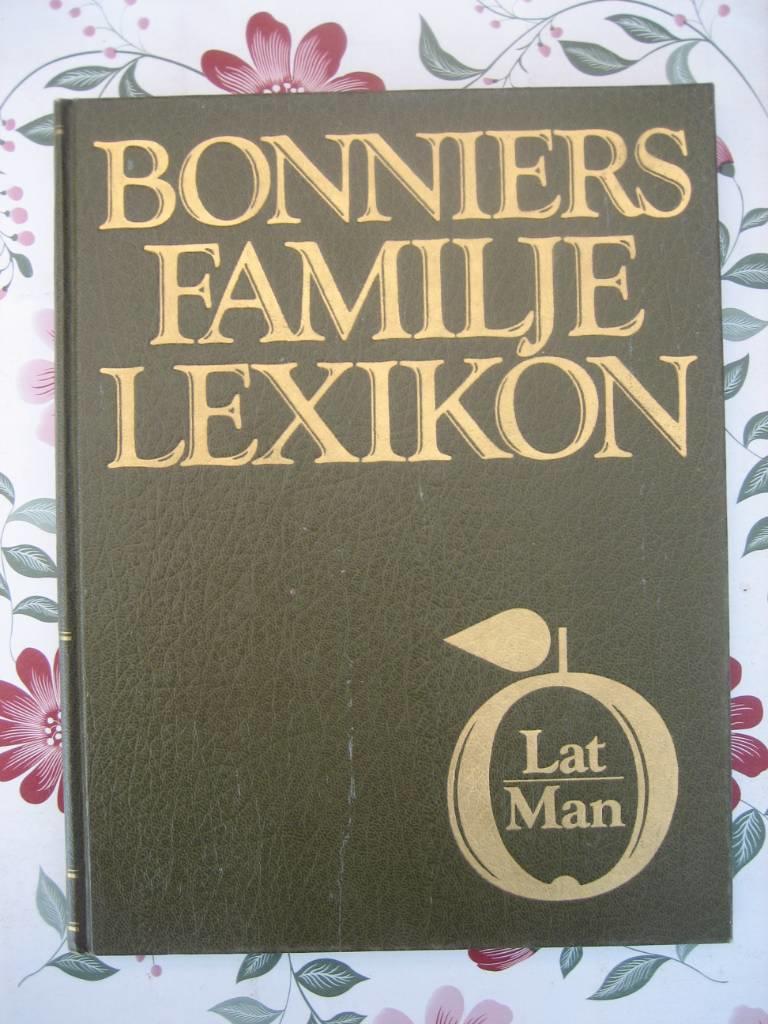 BONNIERS
FAMILJE
LEXIKON
Lat
Man